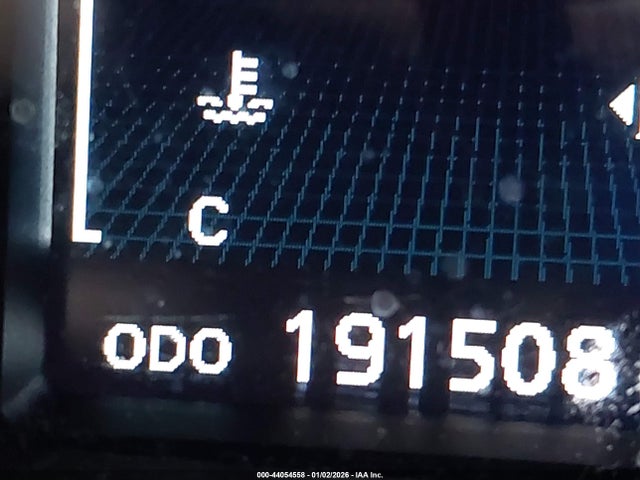 C
ODO 191508
000-44054558 - 01/02/2026 - IAA Inc.